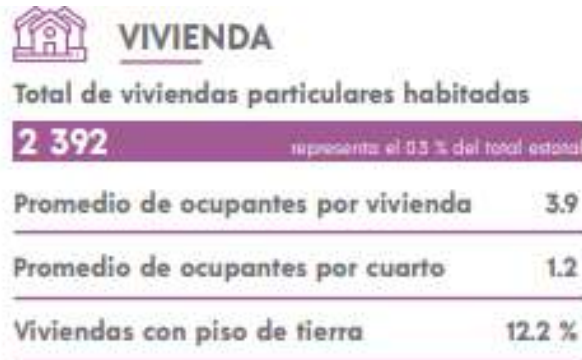 VIVIENDA
Total de viviendas particulares habitadas
2 392 representa el 0.3 % del total estatal
Promedio de ocupantes por vivienda 3.9
Promedio de ocupantes por cuarto 1.2
Viviendas con piso de tierra 12.2 %